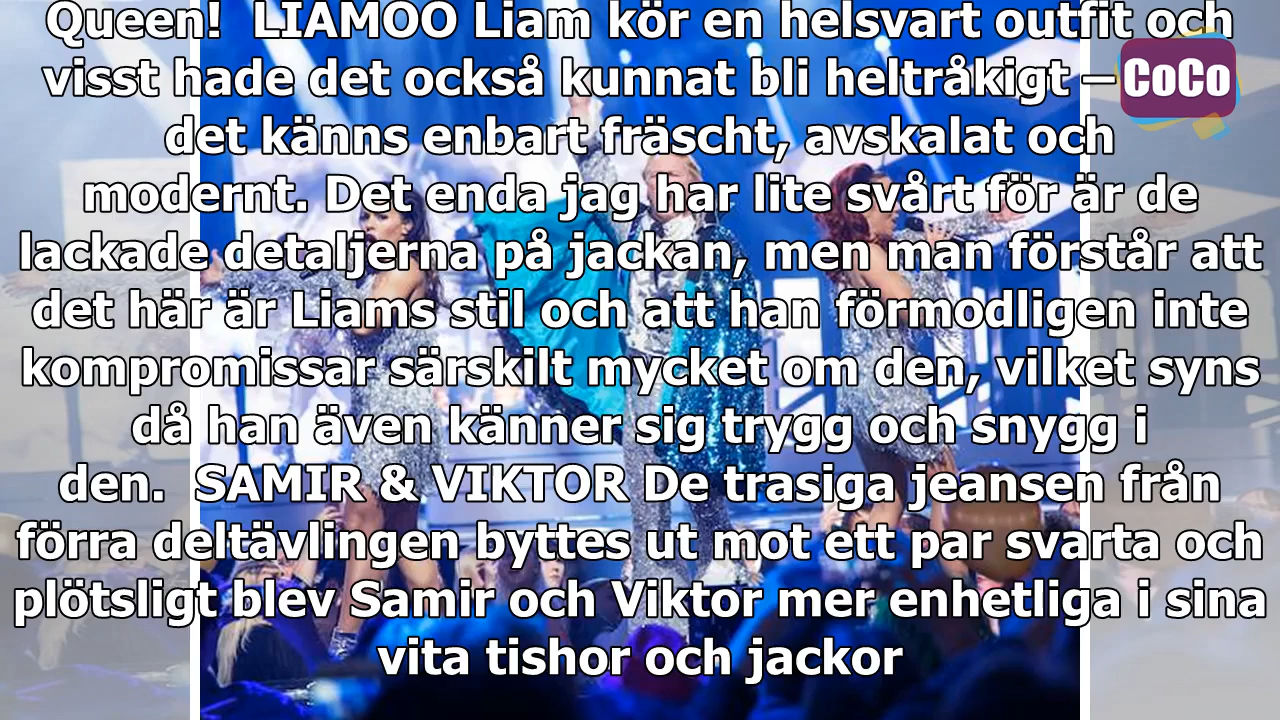 Queen!  LIAMOO Liam kör en helsvart outfit och
visst hade det också kunnat bli heltråkigt –
CoCo
det känns enbart fräscht, avskalat och
modernt. Det enda jag har lite svårt för är de
lackade detaljerna på jackan, men man förstår att
det här är Liams stil och att han förmodligen inte
kompromissar särskilt mycket om den, vilket syns
då han även känner sig trygg och snygg i
den.  SAMIR & VIKTOR De trasiga jeansen från
förra deltävlingen byttes ut mot ett par svarta och
plötsligt blev Samir och Viktor mer enhetliga i sina
vita tishor och jackor